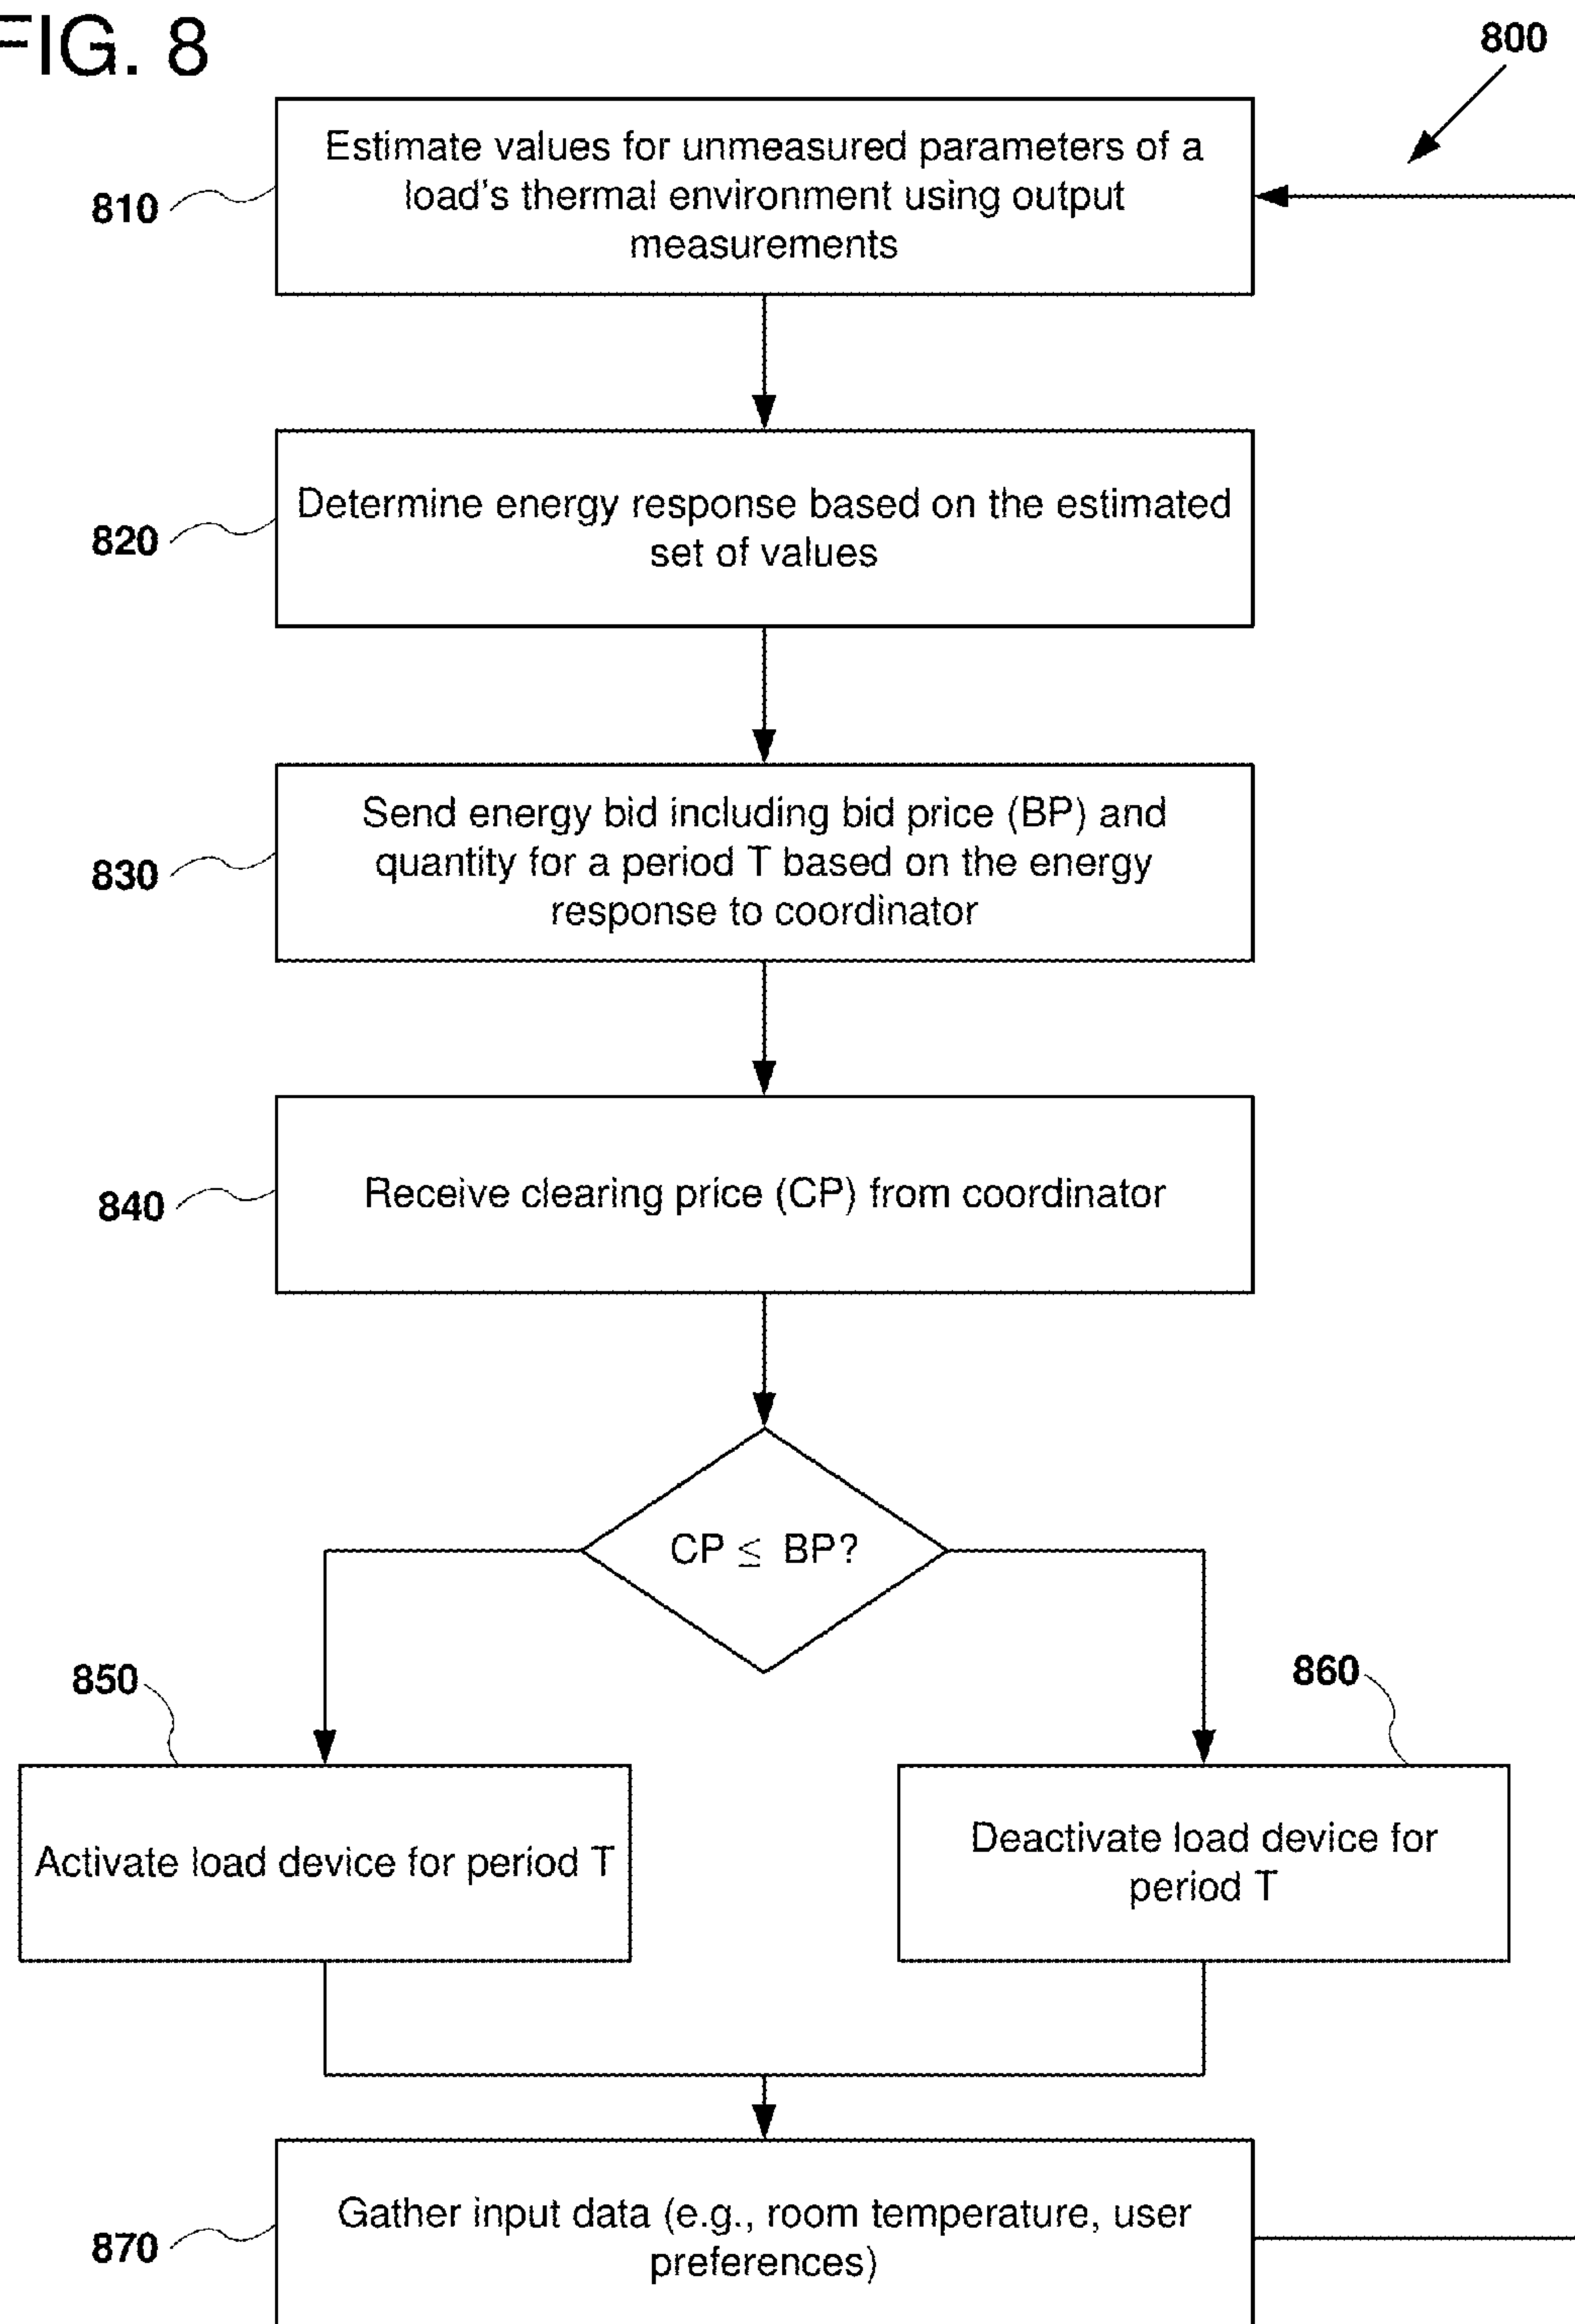 FIG. 8
800
Estimate values for unmeasured parameters of a
load's thermal environment using output
measurements
810
Determine energy response based on the estimated
set of values
820
Send energy bid including bid price (BP) and
quantity for a period T based on the energy
response to coordinator
830
Receive clearing price (CP) from coordinator
840
CP ≤ BP?
850
860
Activate load device for period T
Deactivate load device for
period T
Gather input data (e.g., room temperature, user
preferences)
870